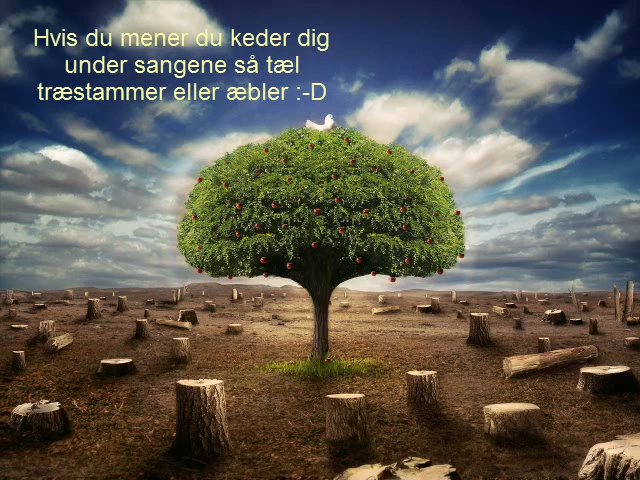 Hvis du mener du keder dig
under sangene så tæl
træstammer eller æbler :-D